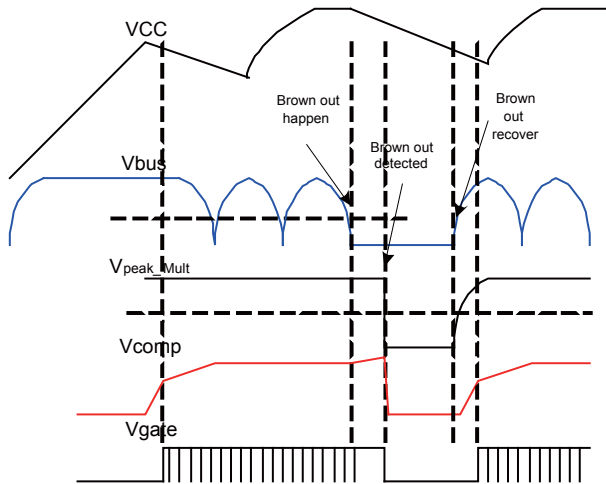 VCC
Brown out
happen
Brown
out
recover
Brown out
detected
Vbus
Vpeak_Mult
Vcomp
Vgate